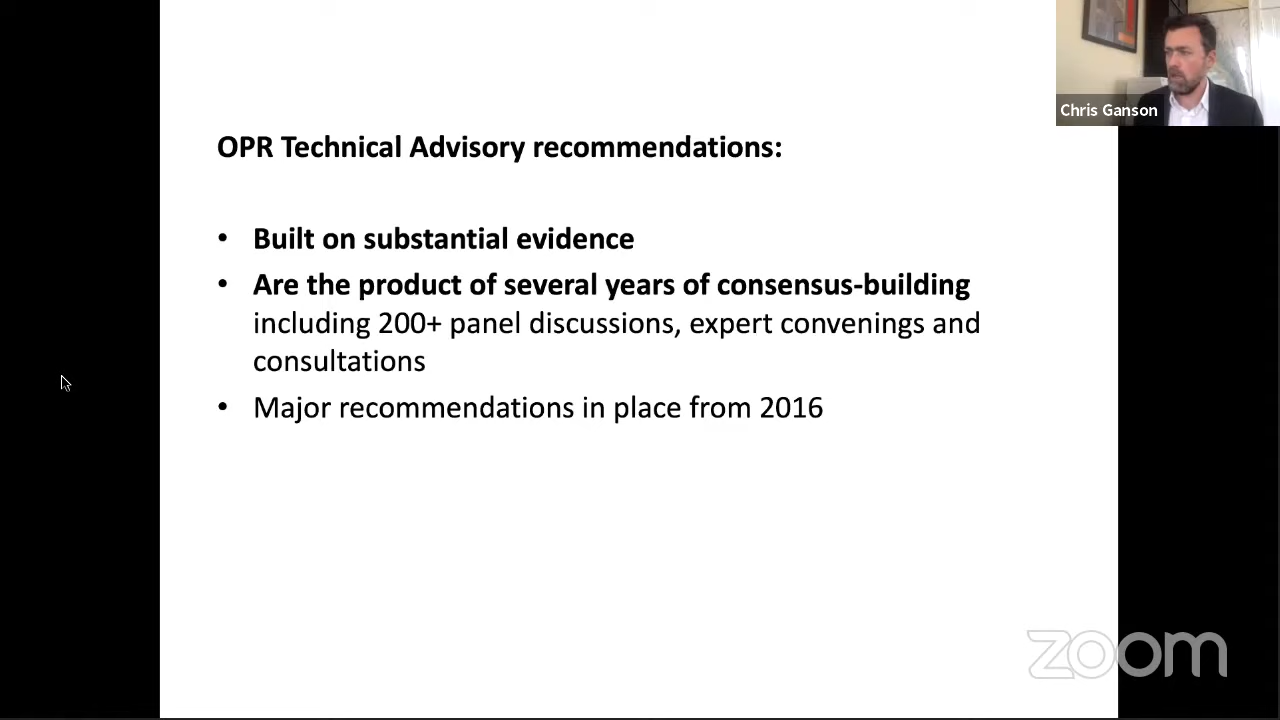 Chris Ganson
OPR Technical Advisory recommendations:
• Built on substantial evidence
• Are the product of several years of consensus-building
including 200+ panel discussions, expert convenings and
consultations
• Major recommendations in place from 2016
zoom